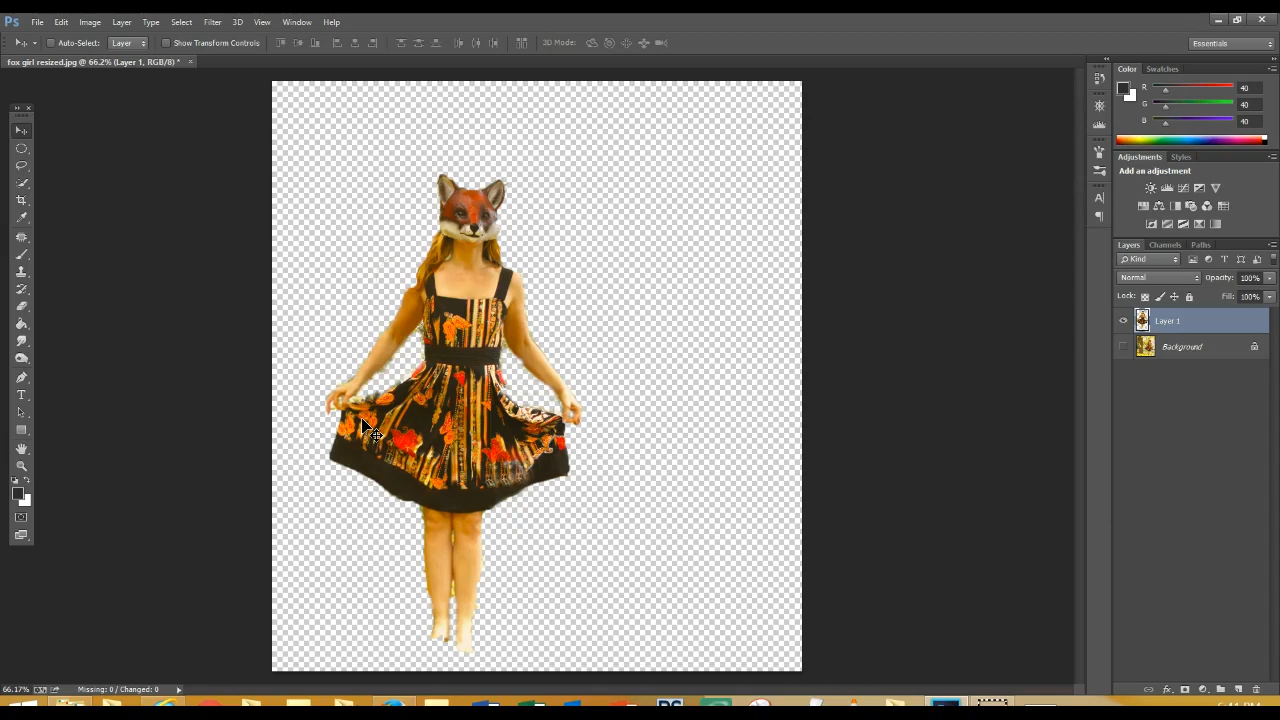 Ps File Edit Image Layer Type Select Filter 3D View Window Help
Auto-Select: Layer Show Transform Controls 3D Mode: Essentials
fox girl resized.jpg @ 66.2% (Layer 1, RGB/8) * ×
Color Swatches
R 40
G 40
B 40
Adjustments Styles
Add an adjustment
Layers Channels Paths
Kind
Normal Opacity: 100%
Lock: Fill: 100%
Layer 1
Background
66.17% Missing: 0 / Changed: 0